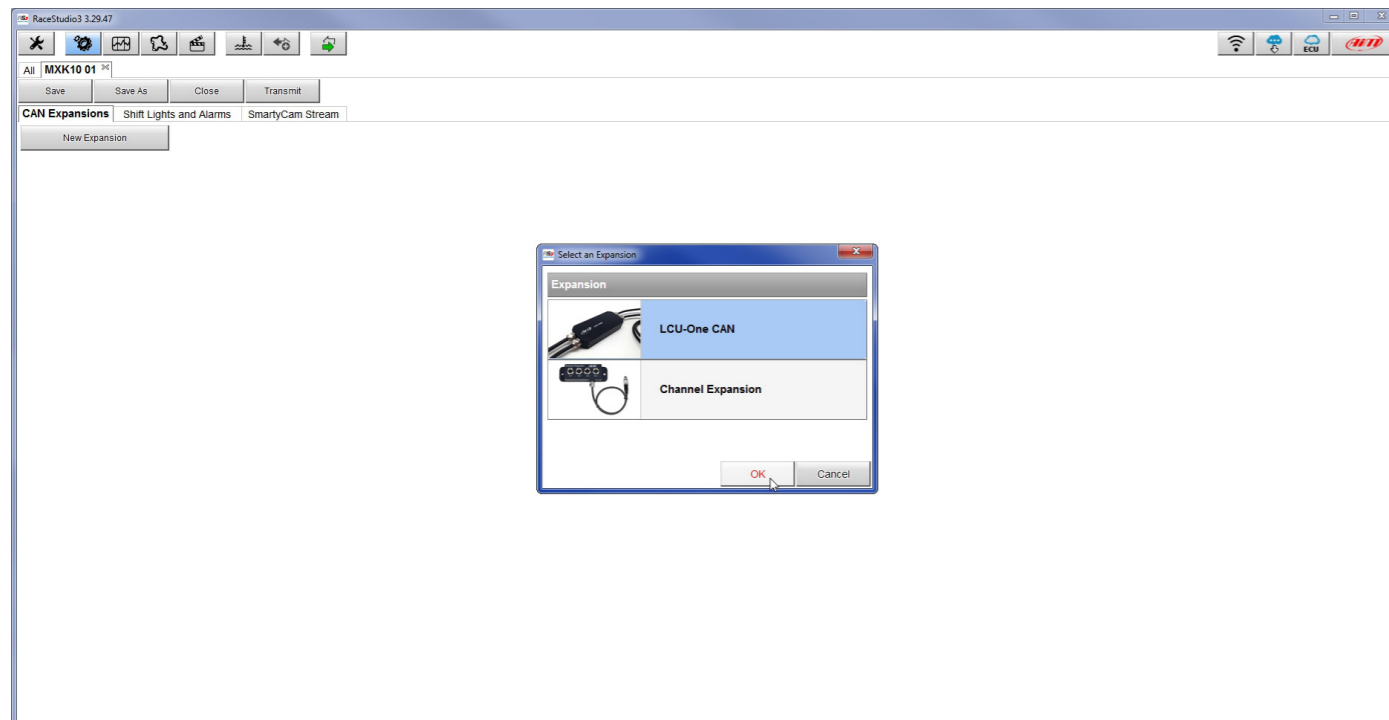 RaceStudio3 3.29.47
ECU
AiM
All MXK10 01
Save Save As Close Transmit
CAN Expansions Shift Lights and Alarms SmartyCam Stream
New Expansion
Select an Expansion
Expansion
LCU-One CAN
Channel Expansion
OK Cancel